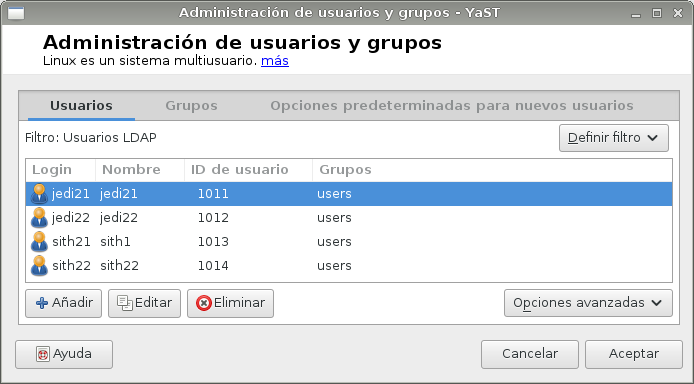 Administración de usuarios y grupos - YaST
Administración de usuarios y grupos
Linux es un sistema multiusuario. más
Usuarios Grupos Opciones predeterminadas para nuevos usuarios
Filtro: Usuarios LDAP Definir filtro
Login Nombre ID de usuario Grupos
jedi21 jedi21 1011 users
jedi22 jedi22 1012 users
sith21 sith1 1013 users
sith22 sith22 1014 users
Añadir Editar Eliminar Opciones avanzadas
Ayuda Cancelar Aceptar